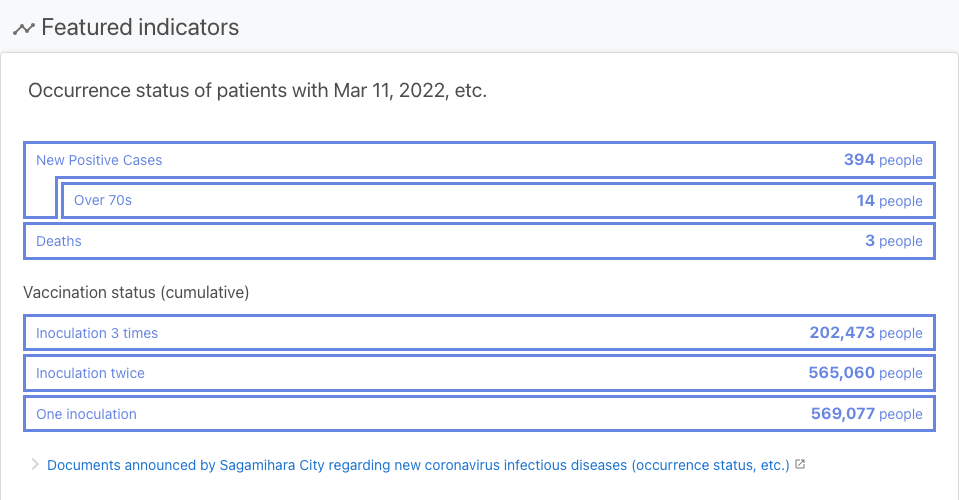 Featured indicators
Occurrence status of patients with Mar 11, 2022, etc.
New Positive Cases 394 people
Over 70s 14 people
Deaths 3 people
Vaccination status (cumulative)
Inoculation 3 times 202,473 people
Inoculation twice 565,060 people
One inoculation 569,077 people
Documents announced by Sagamihara City regarding new coronavirus infectious diseases (occurrence status, etc.)